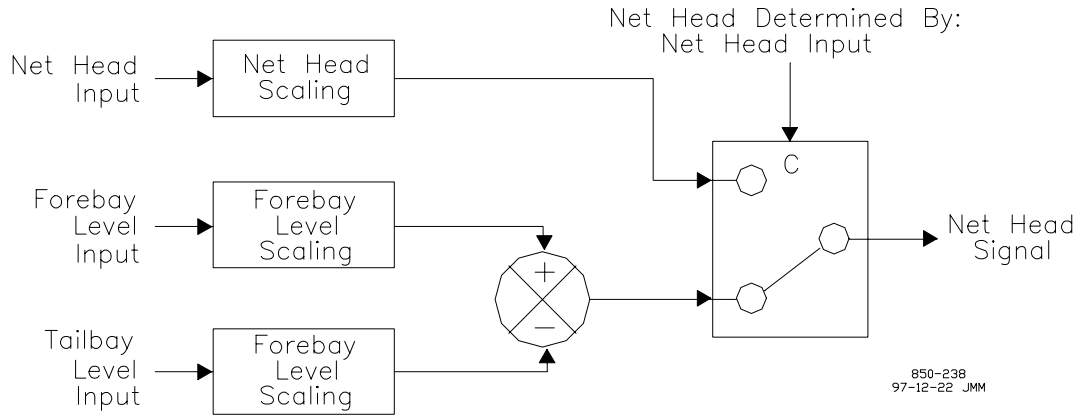 Net Head Determined By:
Net Head Input
Net Head
Input
Net Head
Scaling
C
Forebay
Level
Input
Forebay
Level
Scaling
+
−
Net Head
Signal
Tailbay
Level
Input
Forebay
Level
Scaling
850-238
97-12-22 JMM